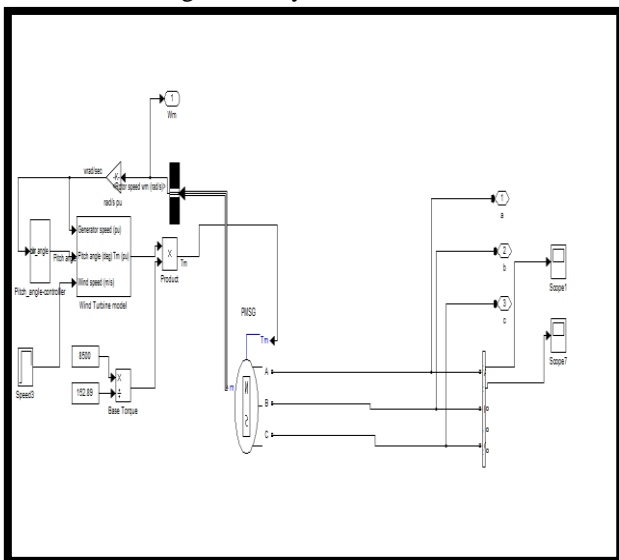 1
Wm
wrad/sec
-K-
<Rotor speed wm (rad/s)>
rad/s pu
Generator speed (pu)
Pitch angle (deg) Tm (pu)
Wind speed (m/s)
Wind Turbine model
Pitch_angle-controller
X
Product
Tm
Speed3
8500
152.89
X
÷
Base Torque
PMSG
Tm
m
N
S
A
B
C
1
a
2
b
3
c
Scope1
Scope7